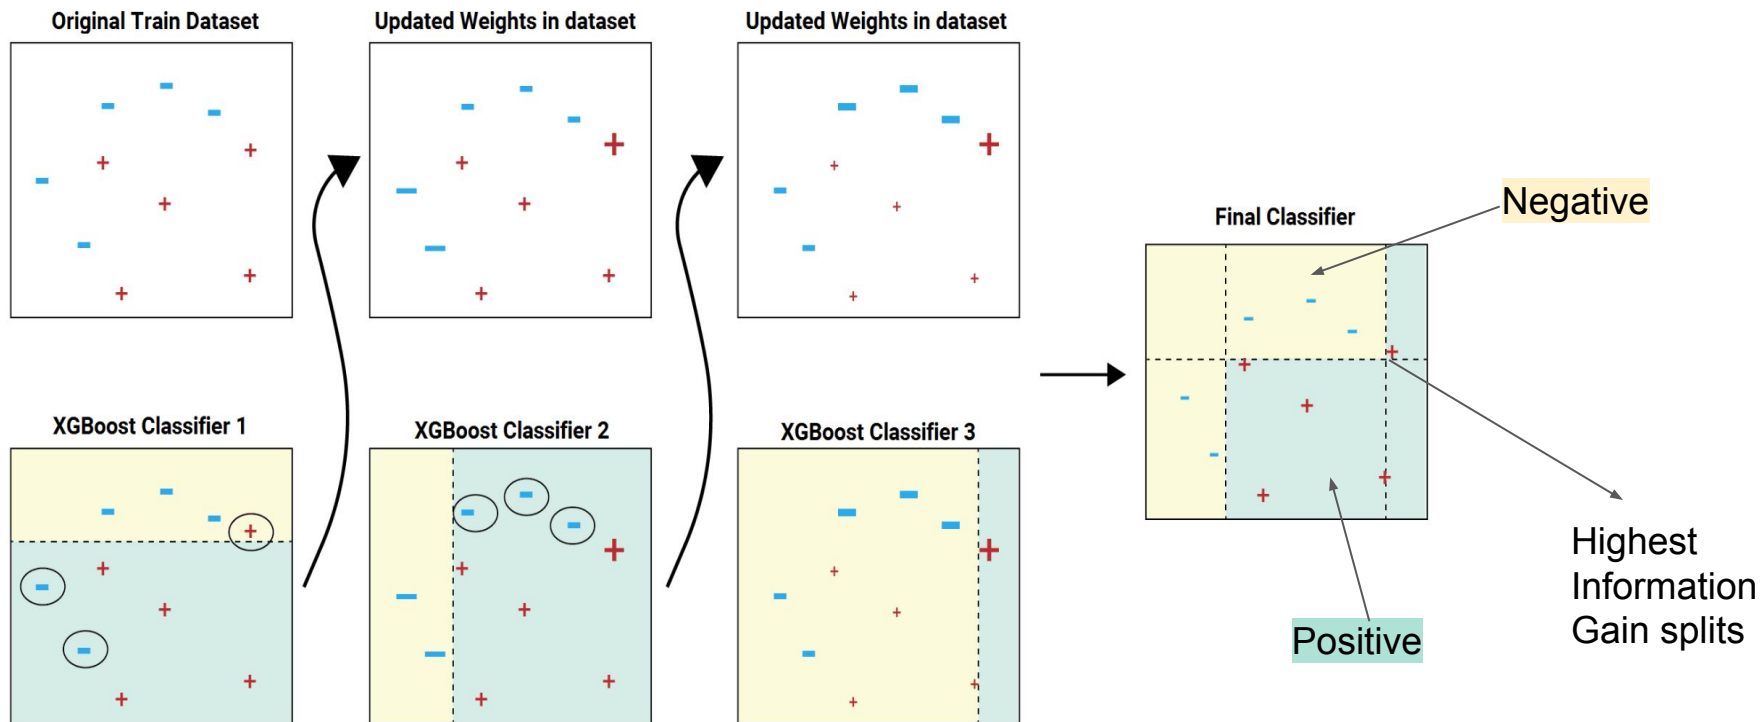 Original Train Dataset
Updated Weights in dataset
Updated Weights in dataset
XGBoost Classifier 1
XGBoost Classifier 2
XGBoost Classifier 3
Final Classifier
Negative
Positive
Highest
Information
Gain splits